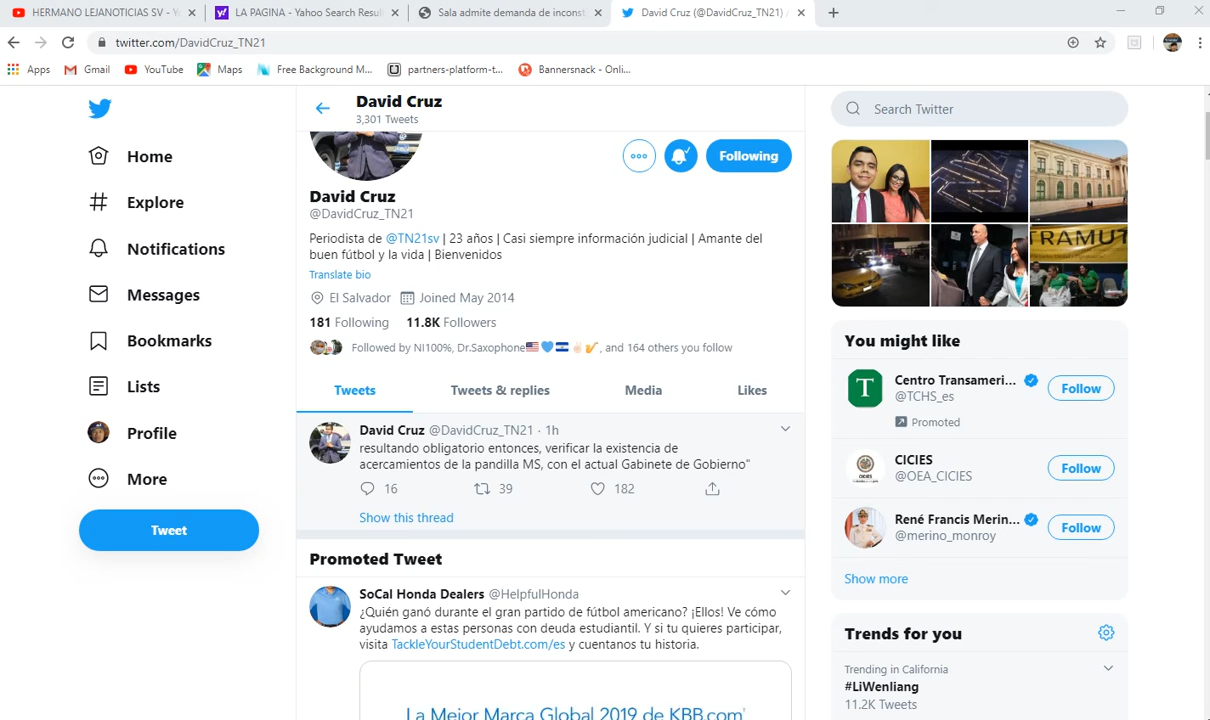 HERMANO LEJANOTICIAS SV - Y
LA PAGINA - Yahoo Search Resul
Sala admite demanda de inconst
David Cruz (@DavidCruz_TN21) /
twitter.com/DavidCruz_TN21
Apps
Gmail
YouTube
Maps
Free Background M...
partners-platform-t...
Bannersnack - Onli...
Home
Explore
Notifications
Messages
Bookmarks
Lists
Profile
More
Tweet
David Cruz
3,301 Tweets
Following
David Cruz
@DavidCruz_TN21
Periodista de @TN21sv | 23 años | Casi siempre información judicial | Amante del
buen fútbol y la vida | Bienvenidos
Translate bio
El Salvador Joined May 2014
181 Following 11.8K Followers
Followed by NI100%, Dr.Saxophone🇺🇸💙🇸🇻✌🏻🎷, and 164 others you follow
Tweets Tweets & replies Media Likes
David Cruz @DavidCruz_TN21 · 1h
resultando obligatorio entonces, verificar la existencia de
acercamientos de la pandilla MS, con el actual Gabinete de Gobierno"
16 39 182
Show this thread
Promoted Tweet
SoCal Honda Dealers @HelpfulHonda
¿Quién ganó durante el gran partido de fútbol americano? ¡Ellos! Ve cómo
ayudamos a estas personas con deuda estudiantil. Y si tu quieres participar,
visita TackleYourStudentDebt.com/es y cuentanos tu historia.
La Mejor Marca Global 2019 de KBB.com
Search Twitter
TRAMUT
You might like
T
Centro Transameri...
@TCHS_es
Follow
Promoted
CICIES
@OEA_CICIES
Follow
René Francis Merin...
@merino_monroy
Follow
Show more
Trends for you
Trending in California
#LiWenliang
11.2K Tweets